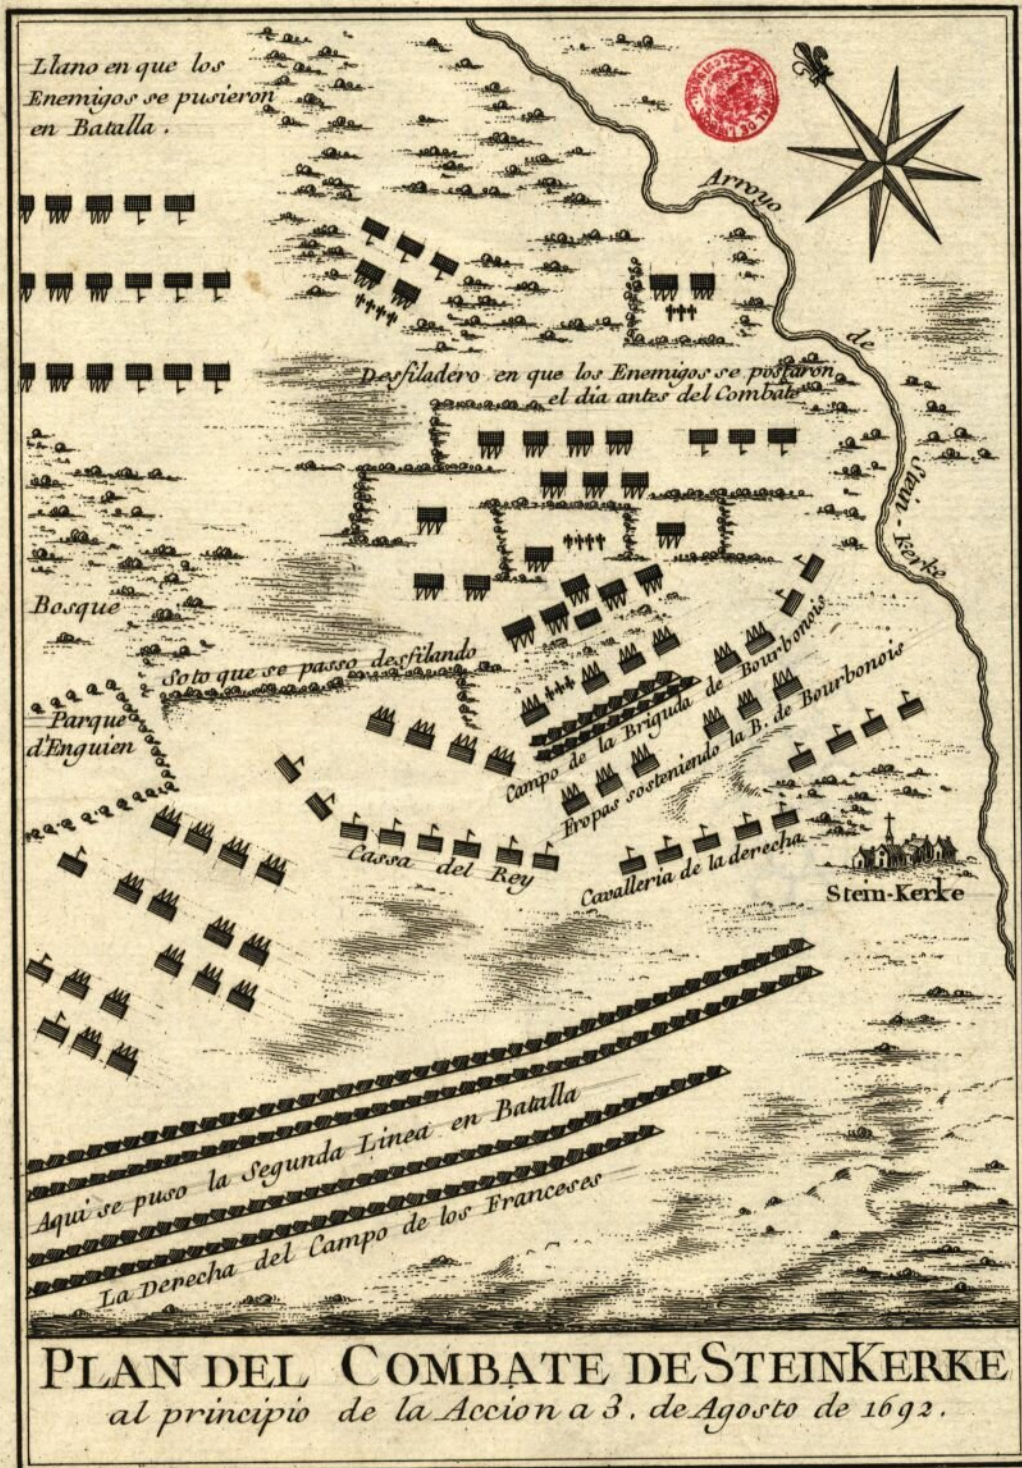 Llano en que los
Enemigos se pusieron
en Batalla.
Arroyo de Stein-Kerke
Desfiladero en que los Enemigos se postaron
el dia antes del Combate
Bosque
Soto que se passo desfilando
Parque
d'Enguien
Campo de la Briguda de Bourbonois
Tropas sosteniendo la B. de Bourbonois
Cassa del Rey
Cavalleria de la derecha
Stein-Kerke
Aqui se puso la Segunda Linea en Batalla
La Derecha del Campo de los Franceses
PLAN DEL COMBATE DE STEINKERKE
al principio de la Accion a 3. de Agosto de 1692.